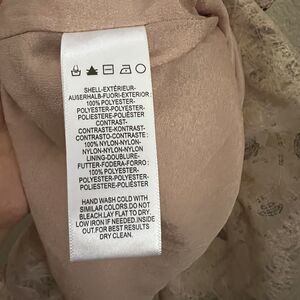 SHELL-EXTÉRIEUR-
AUßERHALB-FUORI-EXTERIOR:
100% POLYESTER-
POLYESTER-POLYESTER-
POLIESTERE-POLIÉSTER
CONTRAST-
CONTRASTE-KONTRAST-
CONTRASTO-CONTRASTE :
100% NYLON-NYLON-
NYLON-NYLON-NYLON
LINING-DOUBLURE-
FUTTER-FODERA-FORRO :
100% POLYESTER-
POLYESTER-POLYESTER-
POLIESTERE-POLIÉSTER
HAND WASH COLD WITH
SIMILAR COLORS.DO NOT
BLEACH.LAY FLAT TO DRY.
LOW IRON IF NEEDED.INSIDE
OUT.FOR BEST RESULTS
DRY CLEAN.